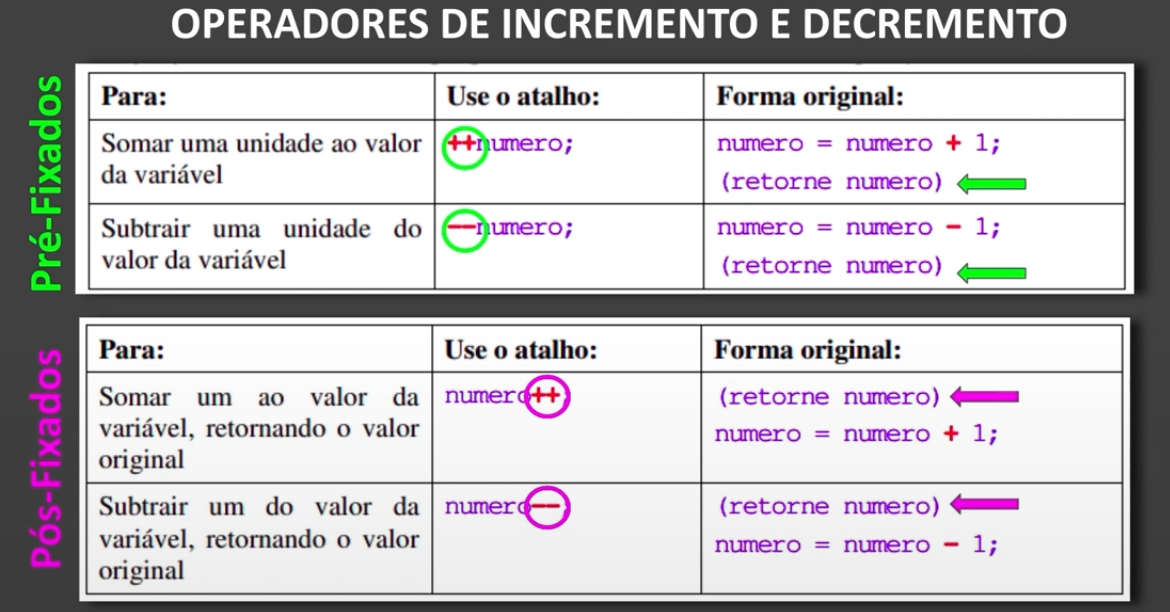 OPERADORES DE INCREMENTO E DECREMENTO
Pré-Fixados
Para:
Use o atalho:
Forma original:
Somar uma unidade ao valor
da variável
++numero;
numero = numero + 1;
(retorne numero)
Subtrair uma unidade do
valor da variável
--numero;
numero = numero - 1;
(retorne numero)
Pós-Fixados
Para:
Use o atalho:
Forma original:
Somar um ao valor da
variável, retornando o valor
original
numero++
(retorne numero)
numero = numero + 1;
Subtrair um do valor da
variável, retornando o valor
original
numero--
(retorne numero)
numero = numero - 1;